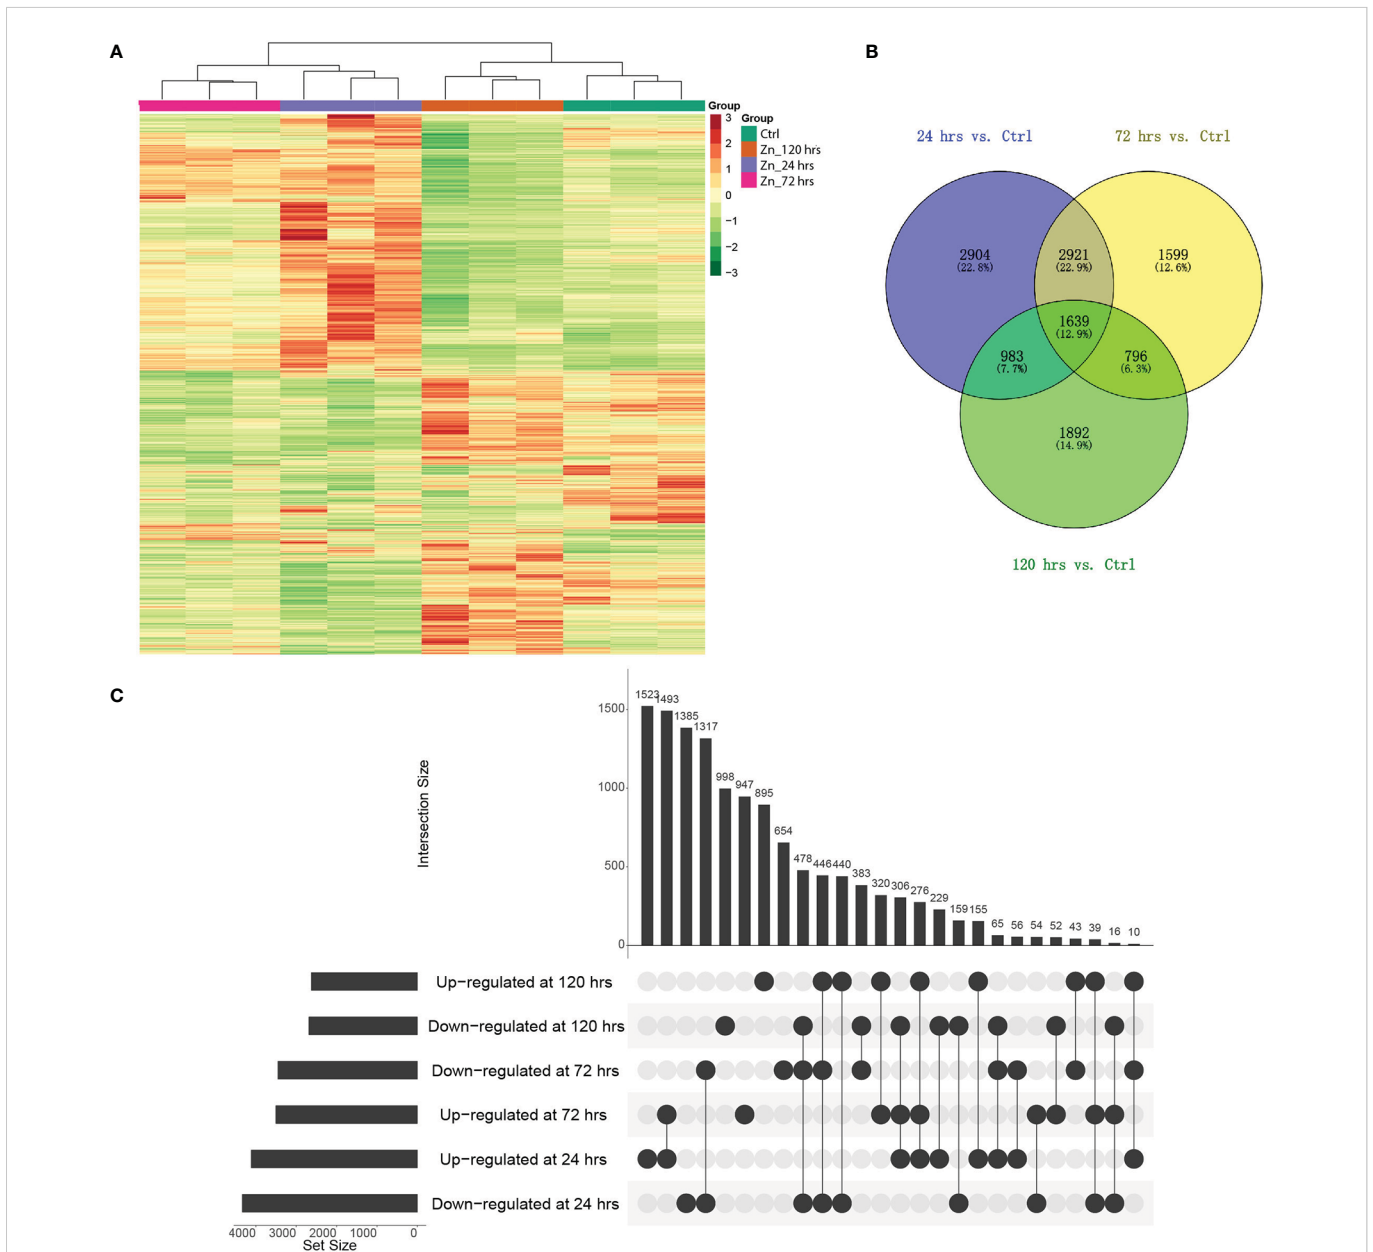 A
B
Group
3
2
1
0
−1
−2
−3
Group
Ctrl
Zn_120 hrs
Zn_24 hrs
Zn_72 hrs
24 hrs vs. Ctrl
72 hrs vs. Ctrl
2904
(22.8%)
2921
(22.9%)
1599
(12.6%)
1639
(12.9%)
983
(7.7%)
796
(6.3%)
1892
(14.9%)
120 hrs vs. Ctrl
C
Intersection Size
1500
1000
500
0
1523
1493
1385
1317
998
947
895
654
478
446
440
383
320
306
276
229
159
155
65
56
54
52
43
39
16
10
Up−regulated at 120 hrs
Down−regulated at 120 hrs
Down−regulated at 72 hrs
Up−regulated at 72 hrs
Up−regulated at 24 hrs
Down−regulated at 24 hrs
4000 3000 2000 1000 0
Set Size